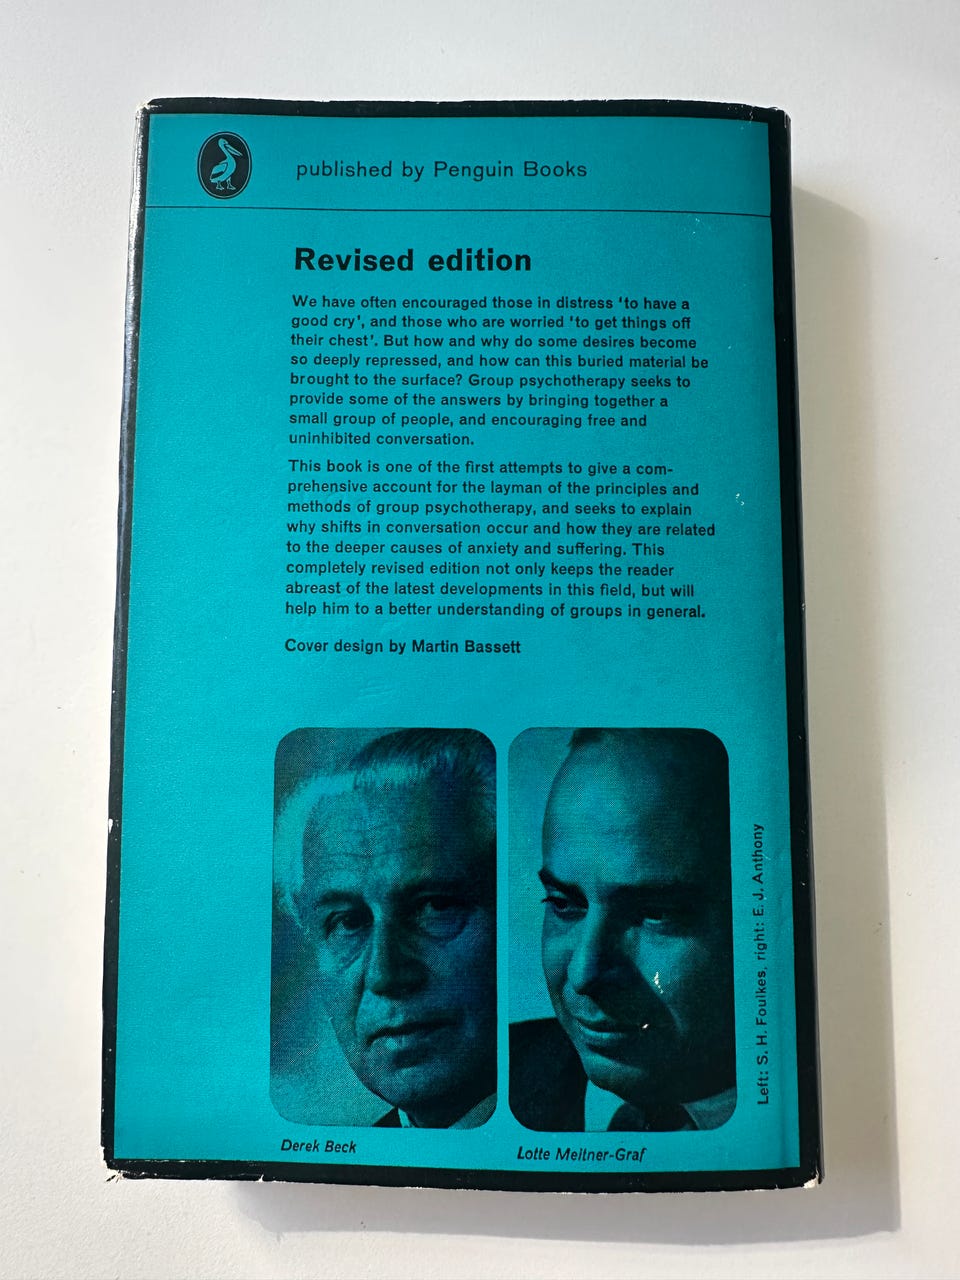 published by Penguin Books
Revised edition
We have often encouraged those in distress 'to have a
good cry', and those who are worried 'to get things off
their chest'. But how and why do some desires become
so deeply repressed, and how can this buried material be
brought to the surface? Group psychotherapy seeks to
provide some of the answers by bringing together a
small group of people, and encouraging free and
uninhibited conversation.
This book is one of the first attempts to give a com-
prehensive account for the layman of the principles and
methods of group psychotherapy, and seeks to explain
why shifts in conversation occur and how they are related
to the deeper causes of anxiety and suffering. This
completely revised edition not only keeps the reader
abreast of the latest developments in this field, but will
help him to a better understanding of groups in general.
Cover design by Martin Bassett
Left: S. H. Foulkes, right: E. J. Anthony
Derek Beck
Lotte Meitner-Graf